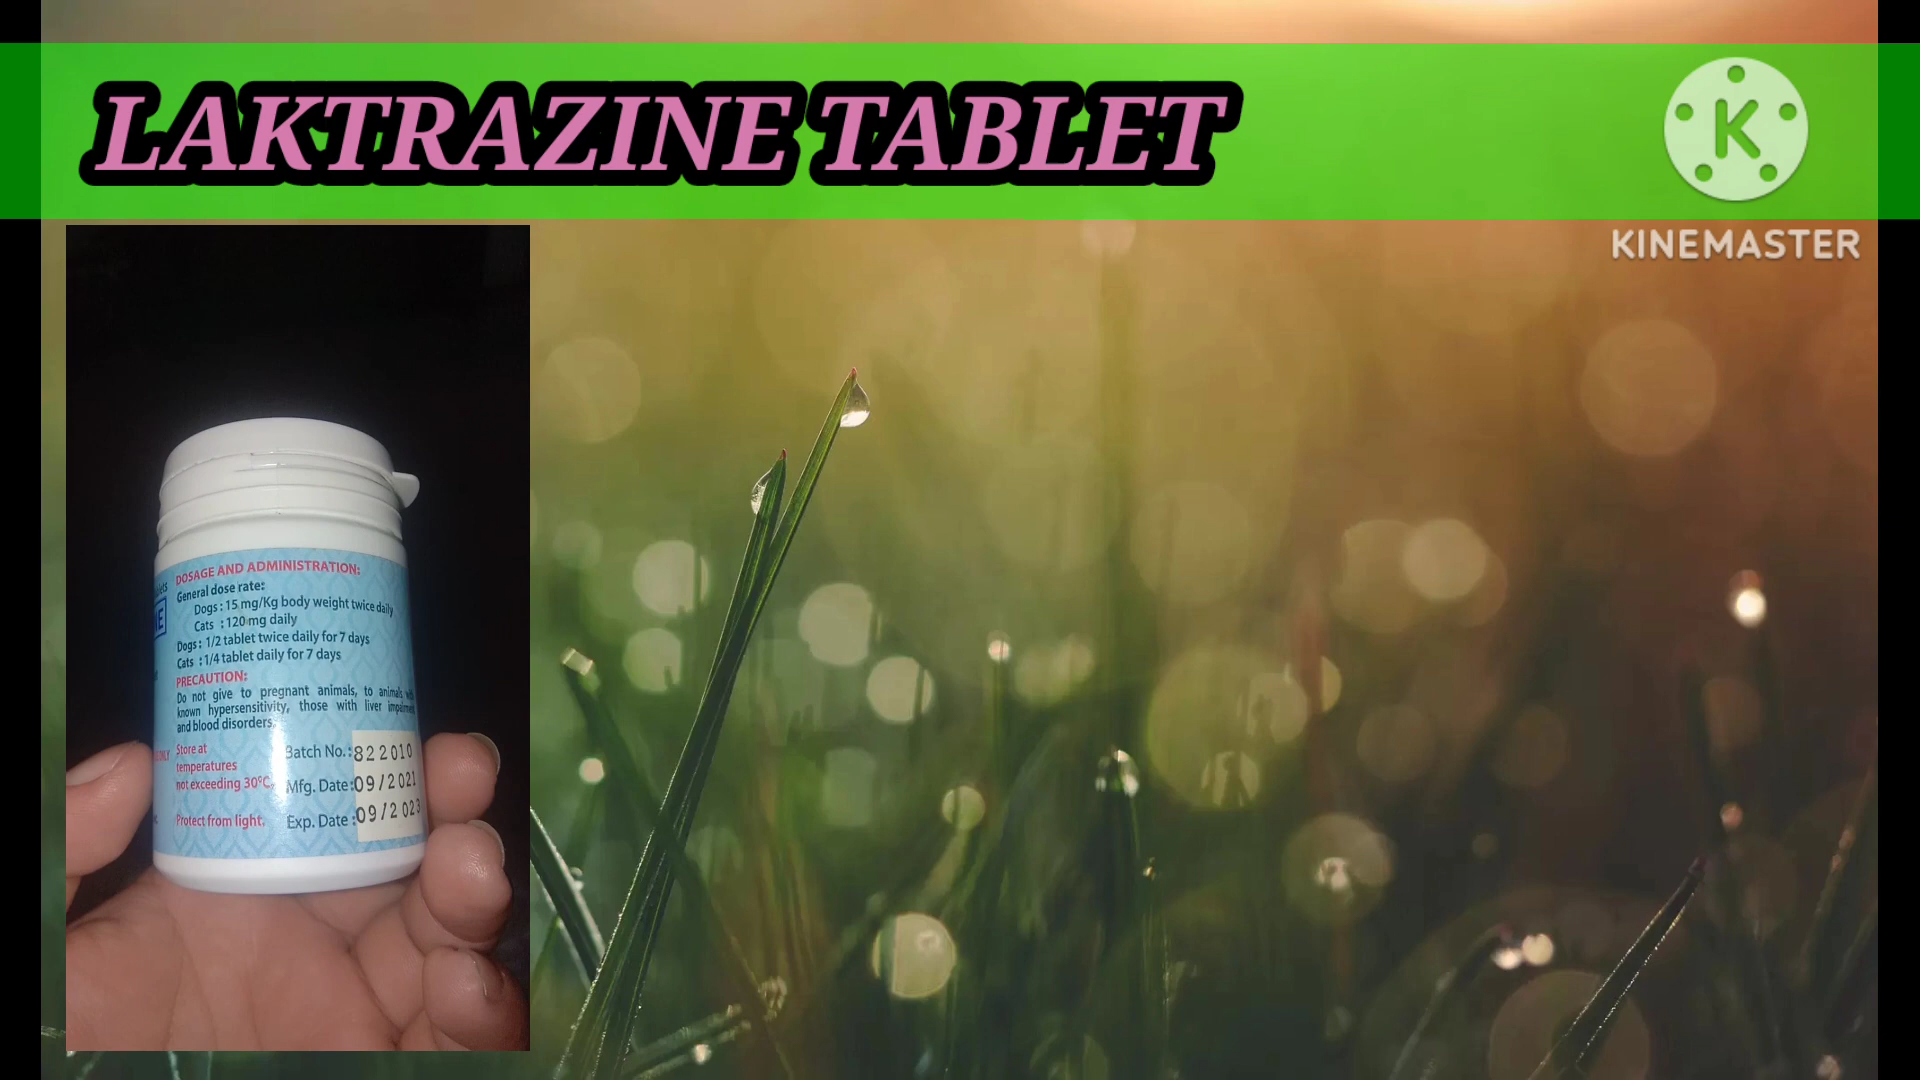 LAKTRAZINE TABLET
K
KINEMASTER
DOSAGE AND ADMINISTRATION:
General dose rate:
Dogs : 15 mg/Kg body weight twice daily
Cats : 120 mg daily
Dogs : 1/2 tablet twice daily for 7 days
Cats : 1/4 tablet daily for 7 days
PRECAUTION:
Do not give to pregnant animals, to animals
known hypersensitivity, those with liver
and blood disorders.
Store at
temperatures
not exceeding 30°C,
Protect from light.
Batch No.: 822010
Mfg. Date: 09/2021
Exp. Date : 09/2023